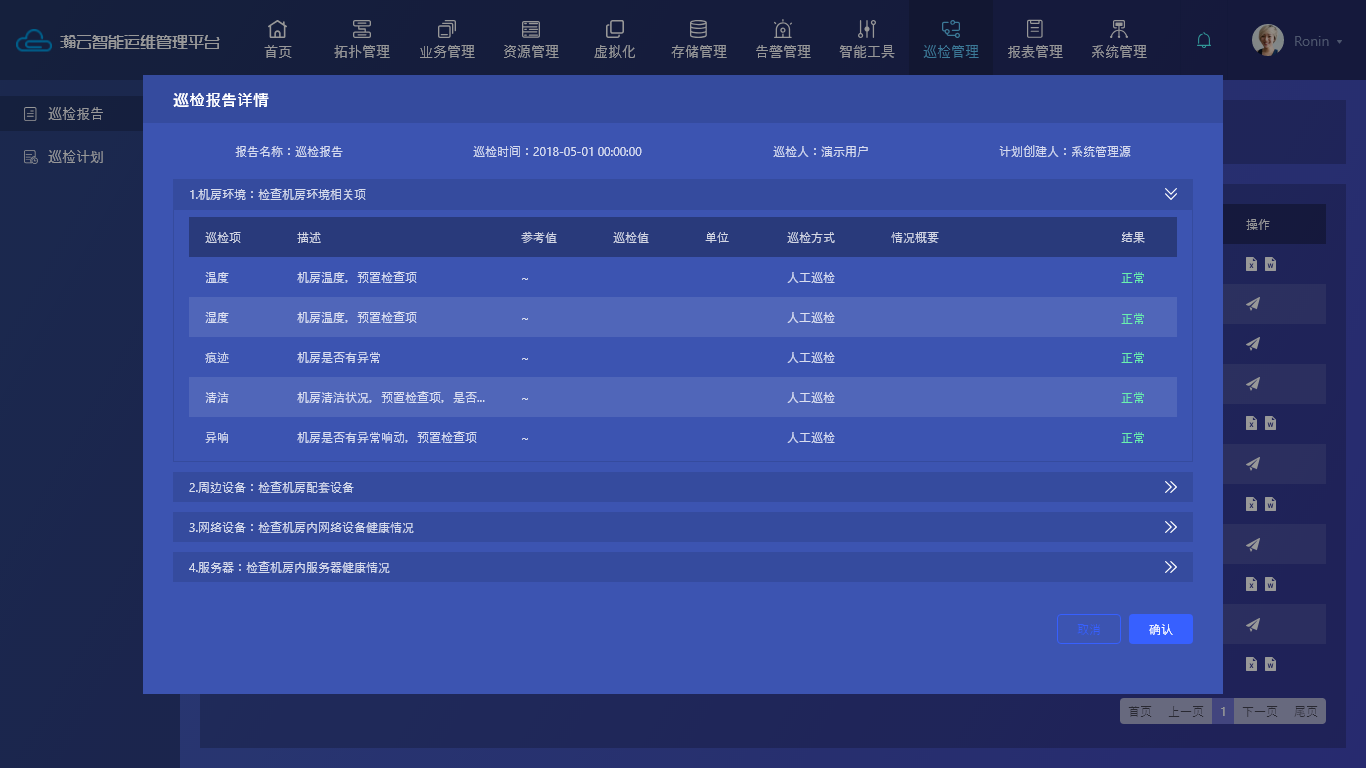 瀚云智能运维管理平台
首页 拓扑管理 业务管理 资源管理 虚拟化 存储管理 告警管理 智能工具 巡检管理 报表管理 系统管理 Ronin
巡检报告
巡检计划
巡检报告详情
报告名称：巡检报告 巡检时间：2018-05-01 00:00:00 巡检人：演示用户 计划创建人：系统管理源
1.机房环境：检查机房环境相关项
巡检项 描述 参考值 巡检值 单位 巡检方式 情况概要 结果
温度 机房温度，预置检查项 ~ 人工巡检 正常
湿度 机房温度，预置检查项 ~ 人工巡检 正常
痕迹 机房是否有异常 ~ 人工巡检 正常
清洁 机房清洁状况，预置检查项，是否... ~ 人工巡检 正常
异响 机房是否有异常响动，预置检查项 ~ 人工巡检 正常
2.周边设备：检查机房配套设备
3.网络设备：检查机房内网络设备健康情况
4.服务器：检查机房内服务器健康情况
取消 确认
操作
首页 上一页 1 下一页 尾页